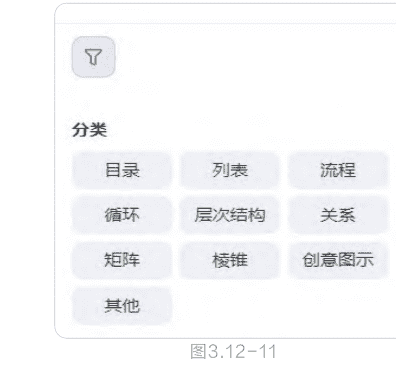 分类
目录 列表 流程
循环 层次结构 关系
矩阵 棱锥 创意图示
其他
图3.12-11